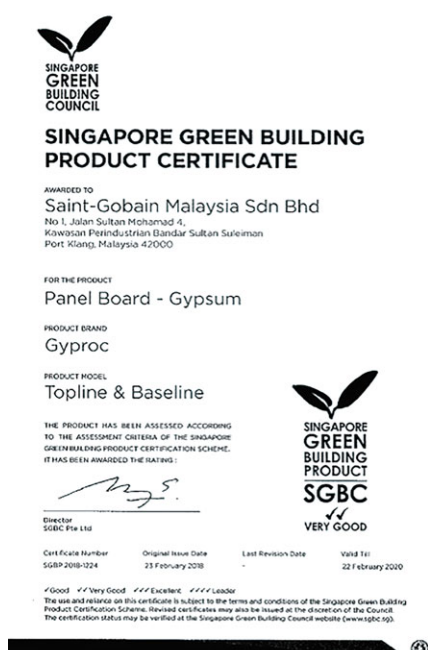 SINGAPORE
GREEN
BUILDING
COUNCIL
SINGAPORE GREEN BUILDING
PRODUCT CERTIFICATE
AWARDED TO
Saint-Gobain Malaysia Sdn Bhd
No 1, Jalan Sultan Mohamad 4,
Kawasan Perindustrian Bandar Sultan Suleiman
Port Klang, Malaysia 42000
FOR THE PRODUCT
Panel Board - Gypsum
PRODUCT BRAND
Gyproc
PRODUCT MODEL
Topline & Baseline
THE PRODUCT HAS BEEN ASSESSED ACCORDING
TO THE ASSESSMENT CRITERIA OF THE SINGAPORE
GREEN BUILDING PRODUCT CERTIFICATION SCHEME.
IT HAS BEEN AWARDED THE RATING :
SINGAPORE
GREEN
BUILDING
PRODUCT
SGBC
✓✓
VERY GOOD
Director
SGBC Pte Ltd
Certificate Number Original Issue Date Last Revision Date Valid Till
SGBP 2018-1224 23 February 2018 - 22 February 2020
✓Good ✓✓Very Good ✓✓✓Excellent ✓✓✓✓Leader
The use and reliance on this certificate is subject to the terms and conditions of the Singapore Green Building
Product Certification Scheme. Revised certificates may also be issued at the discretion of the Council.
The certification status may be verified at the Singapore Green Building Council website (www.sgbc.sg).